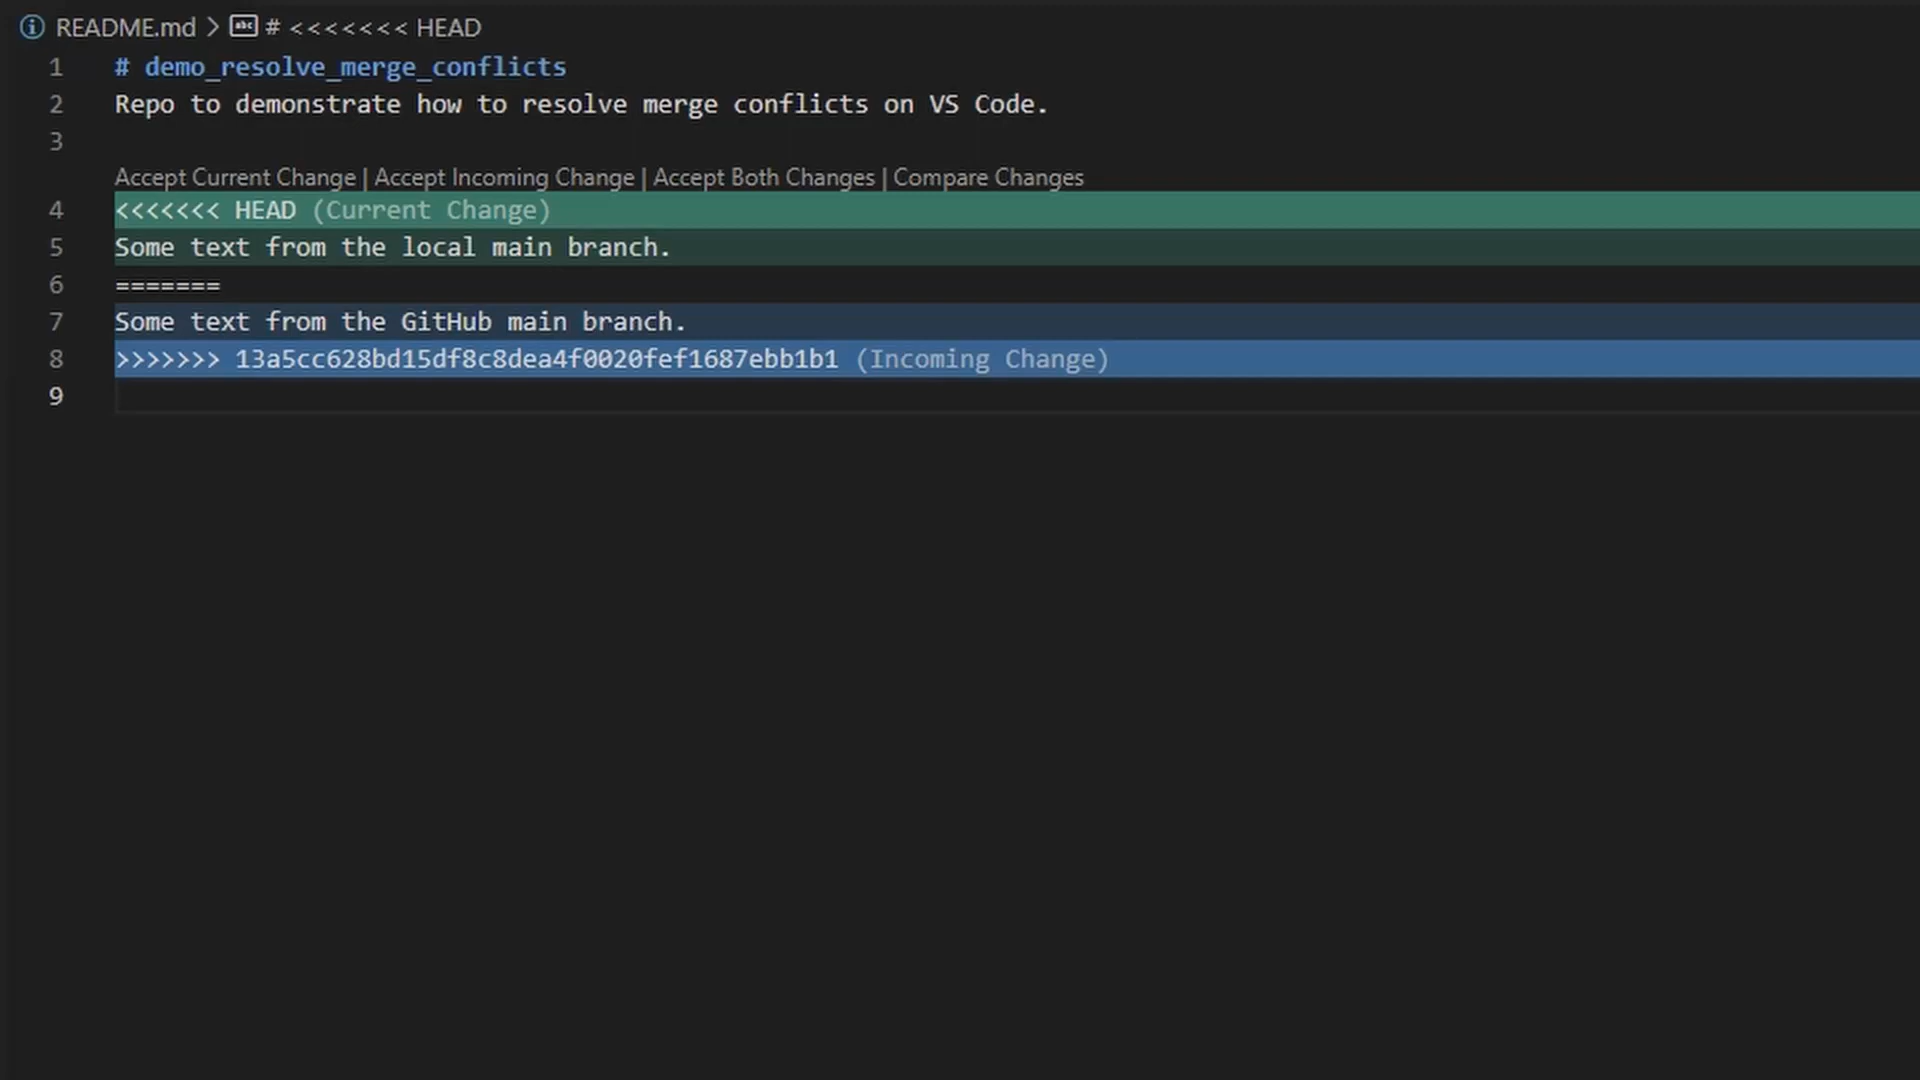 README.md > # <<<<<<< HEAD
1 # demo_resolve_merge_conflicts
2 Repo to demonstrate how to resolve merge conflicts on VS Code.
3
Accept Current Change | Accept Incoming Change | Accept Both Changes | Compare Changes
4 <<<<<<< HEAD (Current Change)
5 Some text from the local main branch.
6 =======
7 Some text from the GitHub main branch.
8 >>>>>>> 13a5cc628bd15df8c8dea4f0020fef1687ebb1b1 (Incoming Change)
9